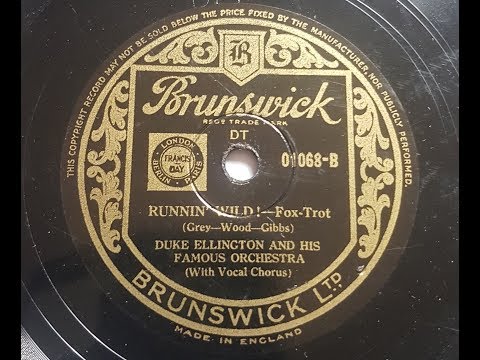 THIS COPYRIGHT RECORD MAY NOT BE SOLD BELOW THE PRICE FIXED BY THE MANUFACTURER, NOR PUBLICLY PERFORMED.
B
Brunswick
REGD TRADE MARK
DT
LONDON
FRANCIS
DAY
BERLIN PARIS
01068-B
RUNNIN' WILD!—Fox-Trot
(Grey—Wood—Gibbs)
DUKE ELLINGTON AND HIS
FAMOUS ORCHESTRA
(With Vocal Chorus)
BRUNSWICK LTD
MADE IN ENGLAND